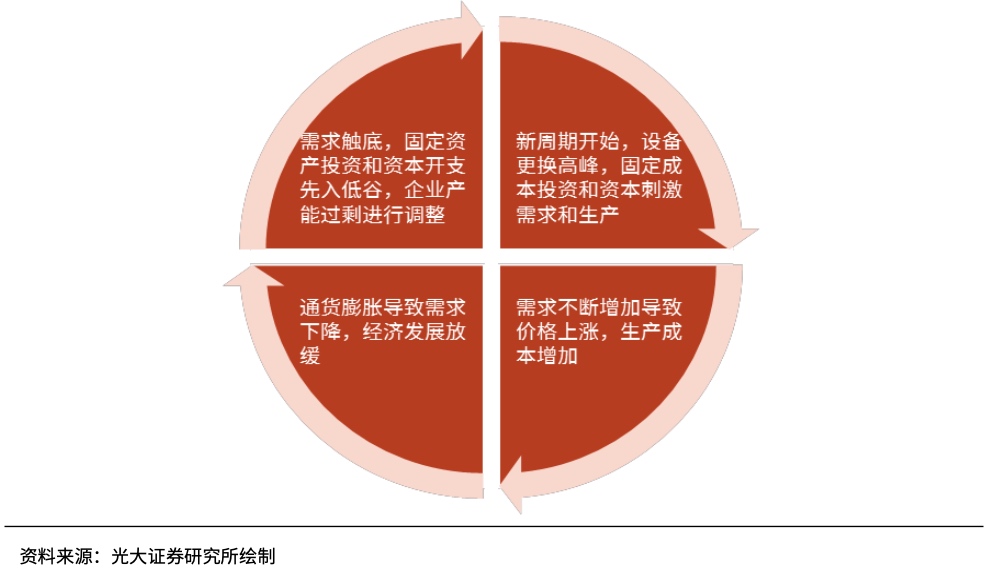 需求触底，固定资
产投资和资本开支
先入低谷，企业产
能过剩进行调整
新周期开始，设备
更换高峰，固定成
本投资和资本刺激
需求和生产
通货膨胀导致需求
下降，经济发展放
缓
需求不断增加导致
价格上涨，生产成
本增加
资料来源：光大证券研究所绘制